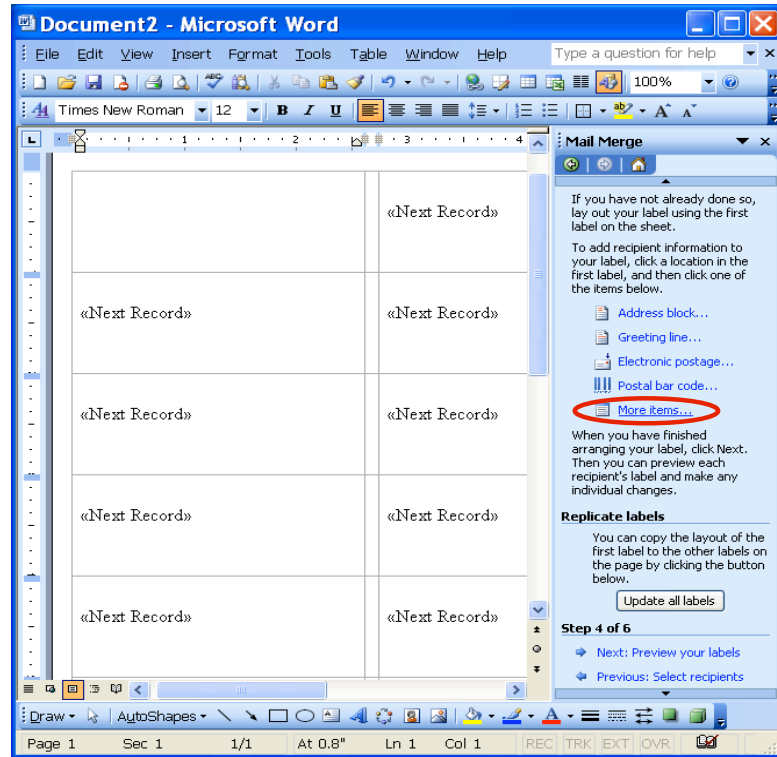 Document2 - Microsoft Word
File Edit View Insert Format Tools Table Window Help Type a question for help
100%
Times New Roman 12 B I U
1 2 3 4
Mail Merge
If you have not already done so,
lay out your label using the first
label on the sheet.
To add recipient information to
your label, click a location in the
first label, and then click one of
the items below.
Address block...
Greeting line...
Electronic postage...
Postal bar code...
More items...
When you have finished
arranging your label, click Next.
Then you can preview each
recipient's label and make any
individual changes.
Replicate labels
You can copy the layout of the
first label to the other labels on
the page by clicking the button
below.
Update all labels
Step 4 of 6
Next: Preview your labels
Previous: Select recipients
«Next Record»
«Next Record» «Next Record»
«Next Record» «Next Record»
«Next Record» «Next Record»
«Next Record» «Next Record»
Draw AutoShapes
Page 1 Sec 1 1/1 At 0.8" Ln 1 Col 1 REC TRK EXT OVR